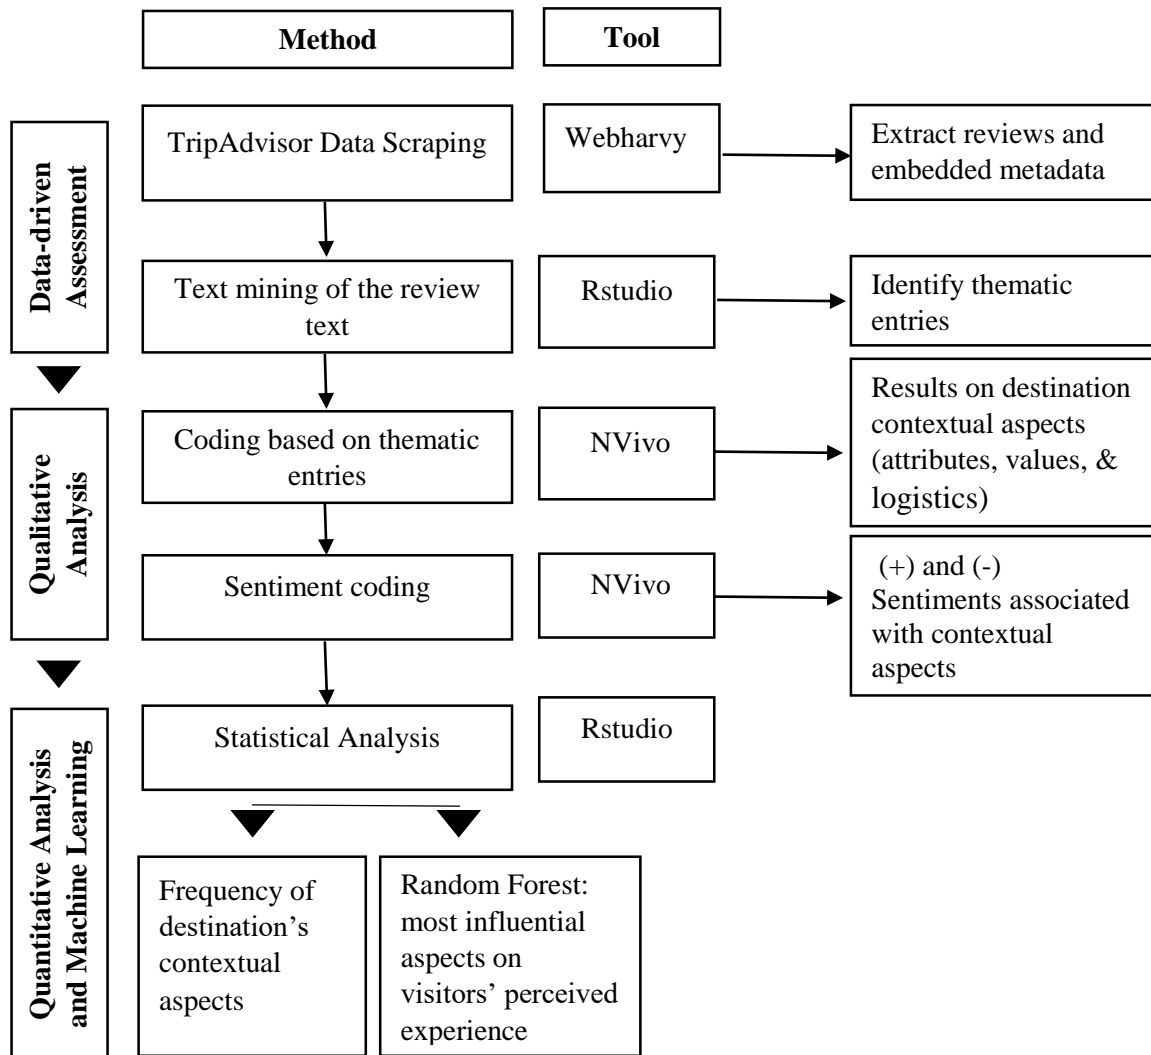 Method
Tool
Data-driven
Assessment
TripAdvisor Data Scraping
Webharvy
Extract reviews and
embedded metadata
Text mining of the review
text
Rstudio
Identify thematic
entries
Qualitative
Analysis
Coding based on thematic
entries
NVivo
Results on destination
contextual aspects
(attributes, values, &
logistics)
Sentiment coding
NVivo
(+) and (-)
Sentiments associated
with contextual
aspects
Quantitative Analysis
and Machine Learning
Statistical Analysis
Rstudio
Frequency of
destination’s
contextual
aspects
Random Forest:
most influential
aspects on
visitors’ perceived
experience